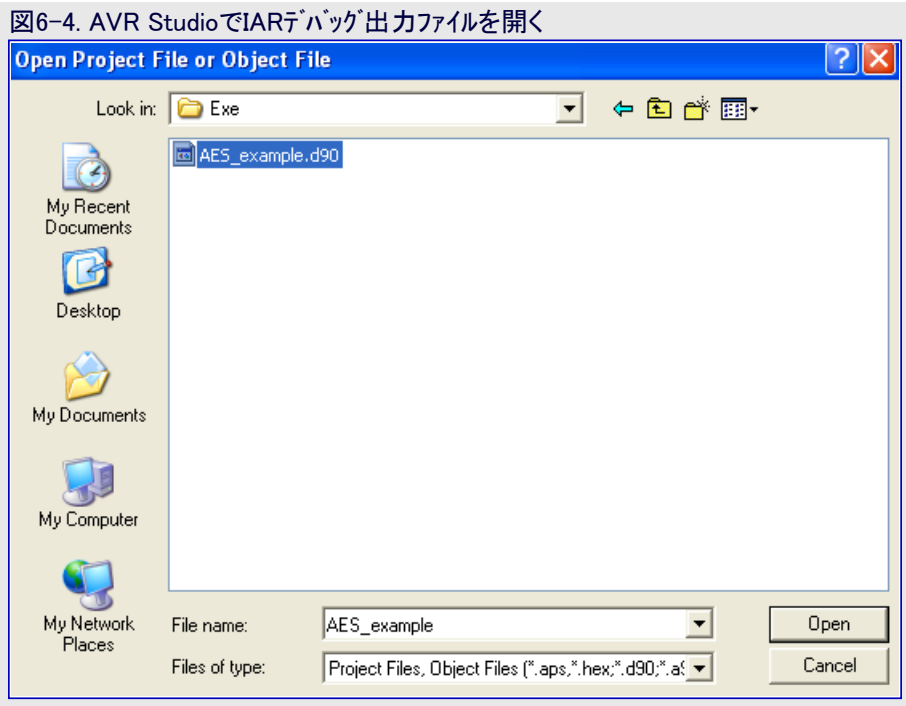 図6-4. AVR StudioでIARデバッグ出力ファイルを開く
Open Project File or Object File
Look in:
Exe
AES_example.d90
My Recent
Documents
Desktop
My Documents
My Computer
My Network
Places
File name:
AES_example
Open
Files of type:
Project Files, Object Files (*.aps,*.hex;*.d90;*.a
Cancel